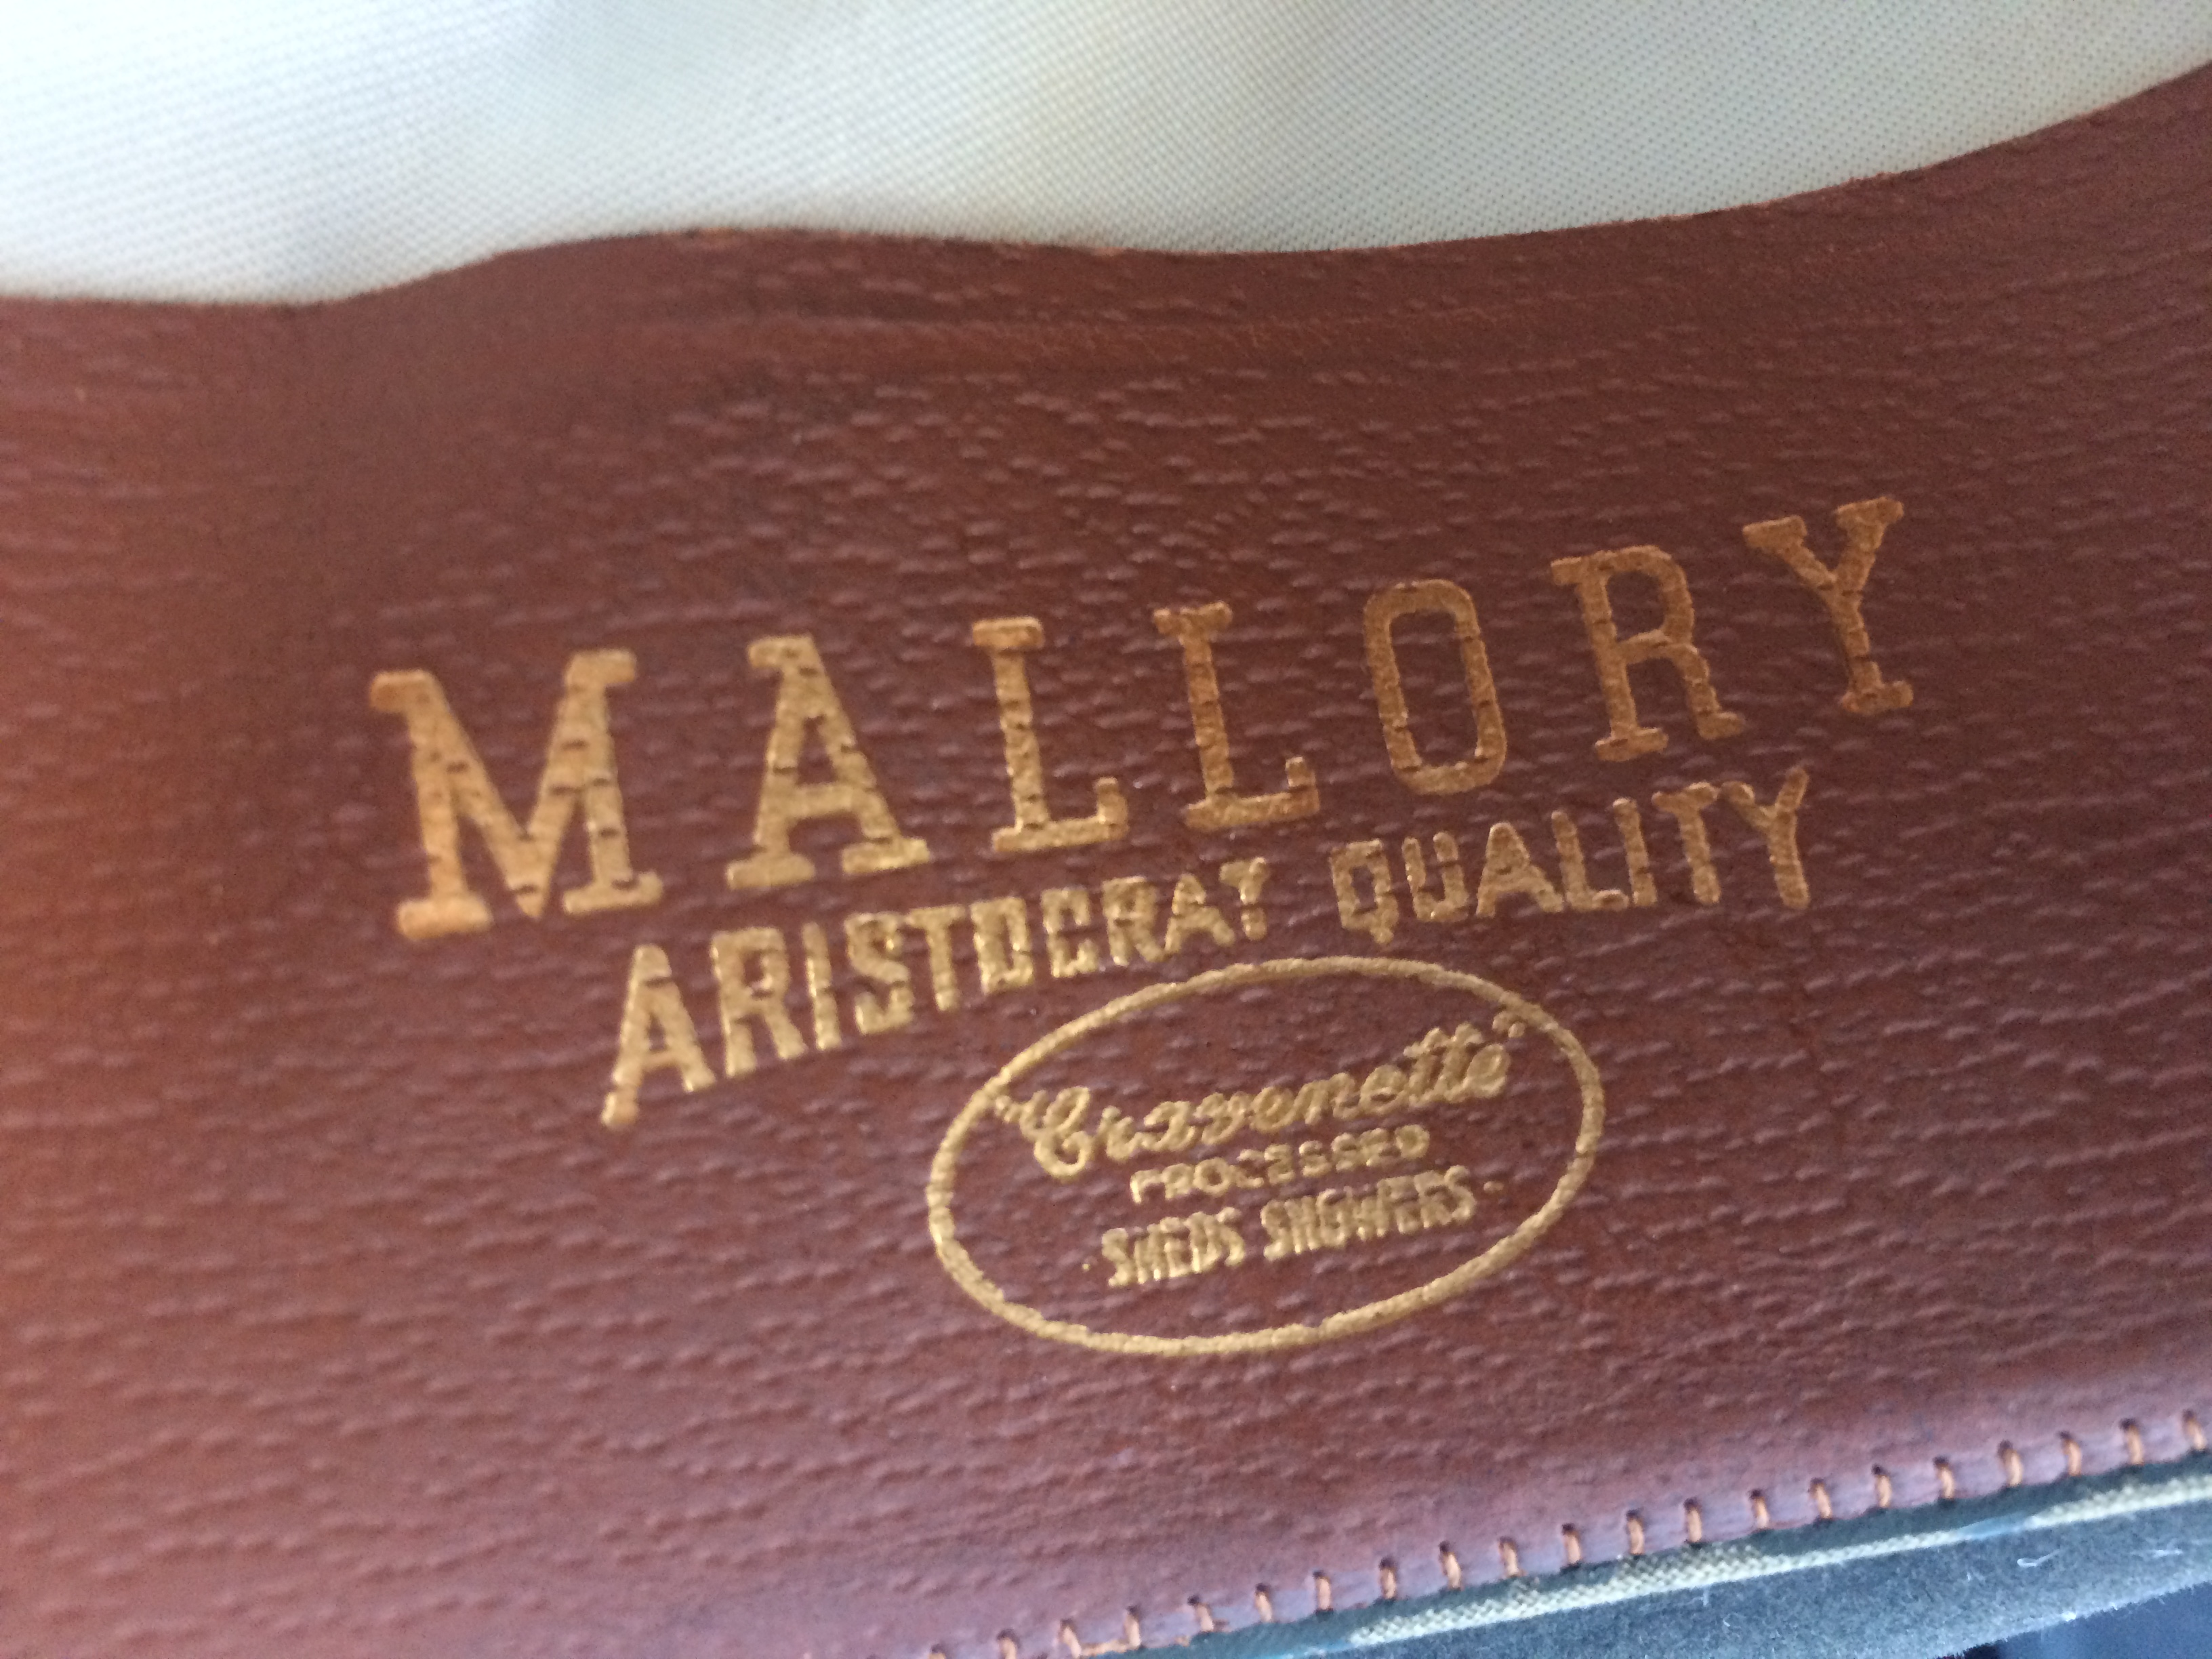 MALLORY
ARISTOCRAT QUALITY
"Cravenette"
PROCESSED
·SHEDS SHOWERS·